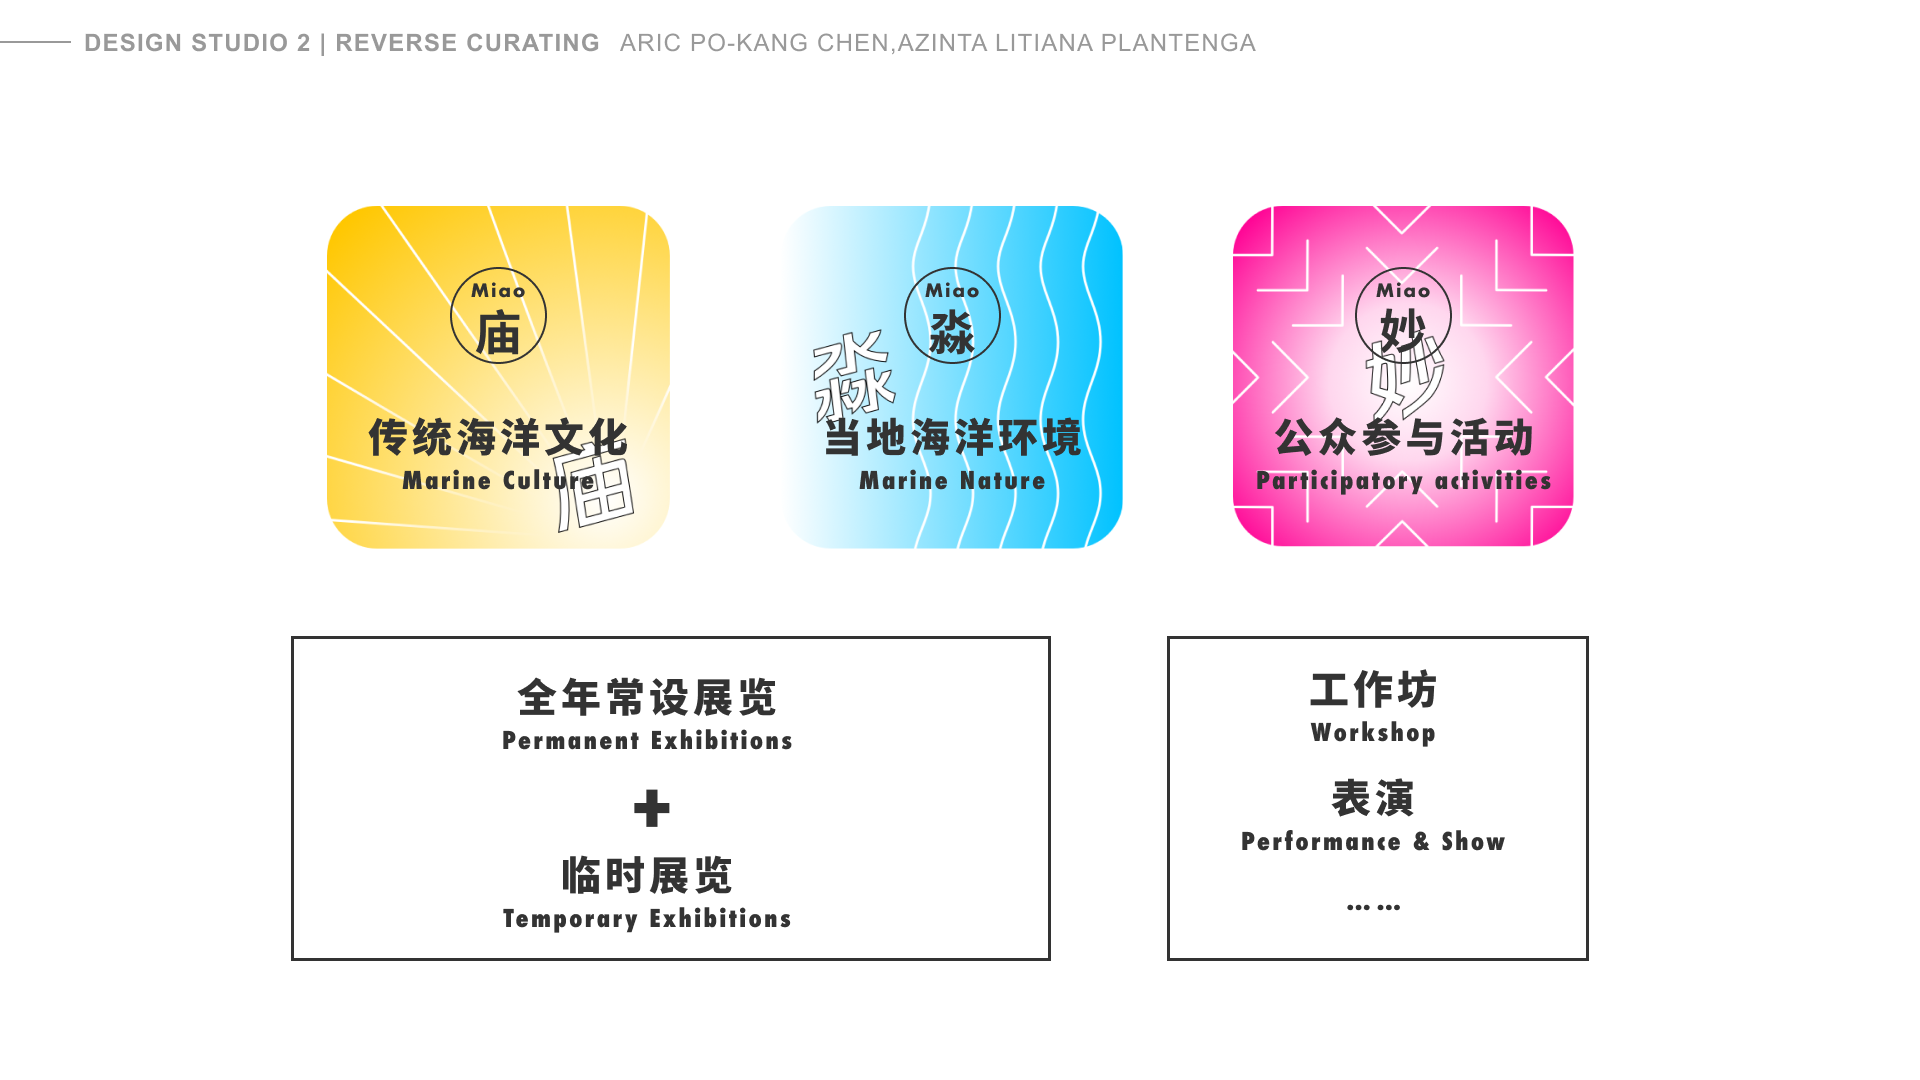 DESIGN STUDIO 2 | REVERSE CURATING ARIC PO-KANG CHEN,AZINTA LITIANA PLANTENGA
Miao
庙
传统海洋文化
庙
Marine Culture
Miao
淼
淼
当地海洋环境
Marine Nature
Miao
妙
妙
公众参与活动
Participatory activities
全年常设展览
Permanent Exhibitions
+
临时展览
Temporary Exhibitions
工作坊
Workshop
表演
Performance & Show
... ...